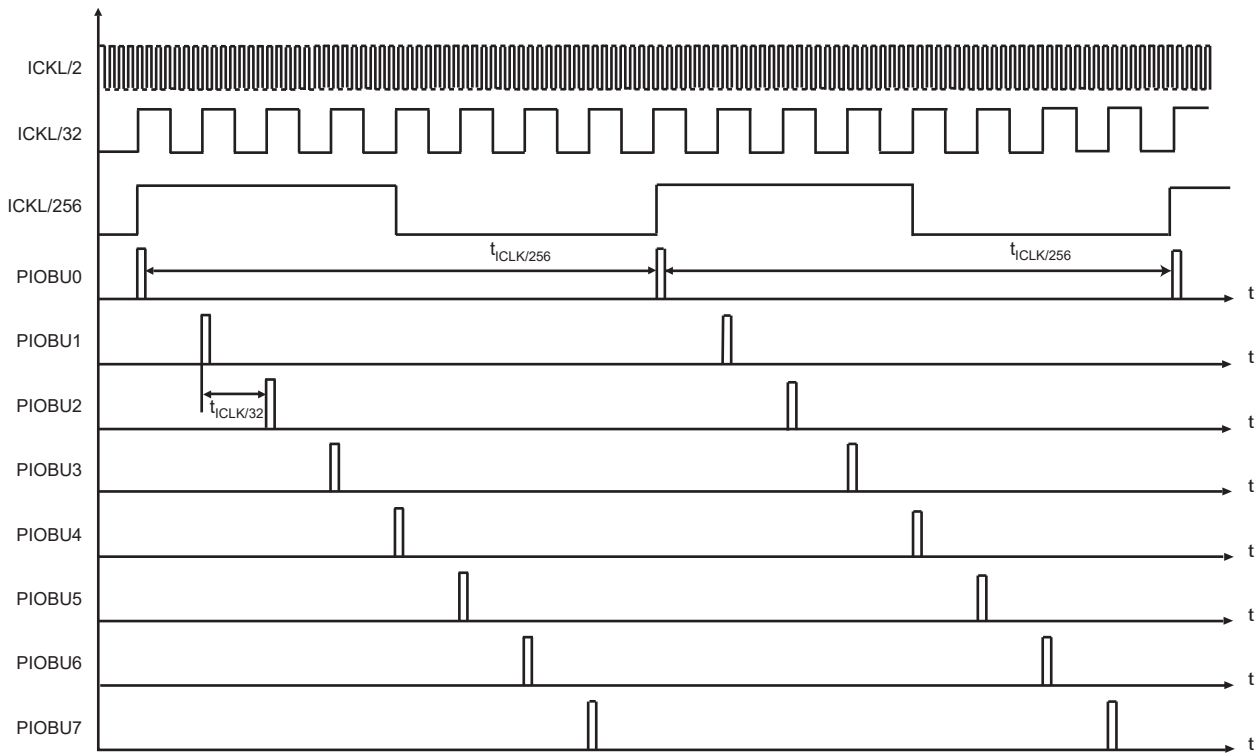 ICKL/2
ICKL/32
ICKL/256
tICLK/256 tICLK/256
PIOBU0 t
PIOBU1 t
tICLK/32
PIOBU2 t
PIOBU3 t
PIOBU4 t
PIOBU5 t
PIOBU6 t
PIOBU7 t